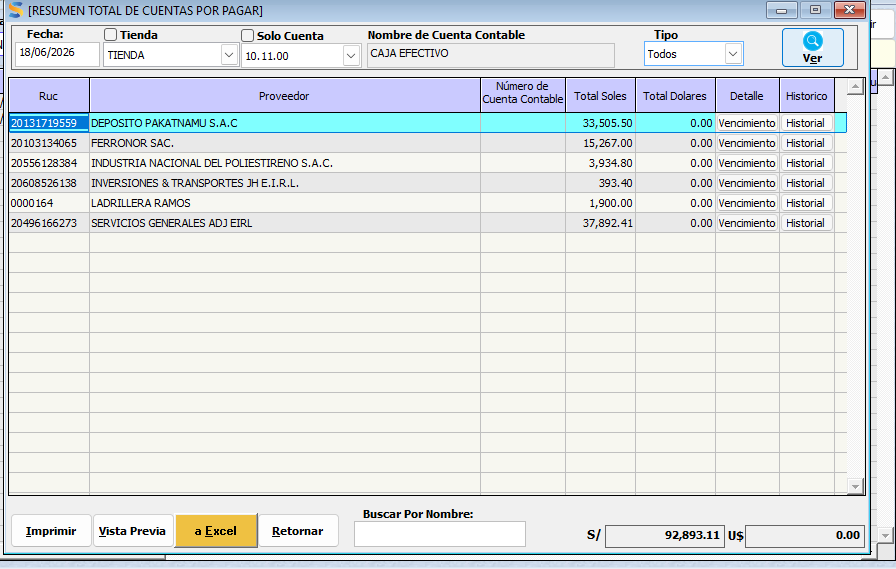 [RESUMEN TOTAL DE CUENTAS POR PAGAR]
Fecha: Tienda Solo Cuenta Nombre de Cuenta Contable Tipo
18/06/2026 TIENDA 10.11.00 CAJA EFECTIVO Todos Ver
Ruc Proveedor Número de Cuenta Contable Total Soles Total Dolares Detalle Historico
20131719559 DEPOSITO PAKATNAMU S.A.C 33,505.50 0.00 Vencimiento Historial
20103134065 FERRONOR SAC. 15,267.00 0.00 Vencimiento Historial
20556128384 INDUSTRIA NACIONAL DEL POLIESTIRENO S.A.C. 3,934.80 0.00 Vencimiento Historial
20608526138 INVERSIONES & TRANSPORTES JH E.I.R.L. 393.40 0.00 Vencimiento Historial
0000164 LADRILLERA RAMOS 1,900.00 0.00 Vencimiento Historial
20496166273 SERVICIOS GENERALES ADJ EIRL 37,892.41 0.00 Vencimiento Historial
Imprimir Vista Previa a Excel Retornar Buscar Por Nombre:
S/ 92,893.11 U$ 0.00